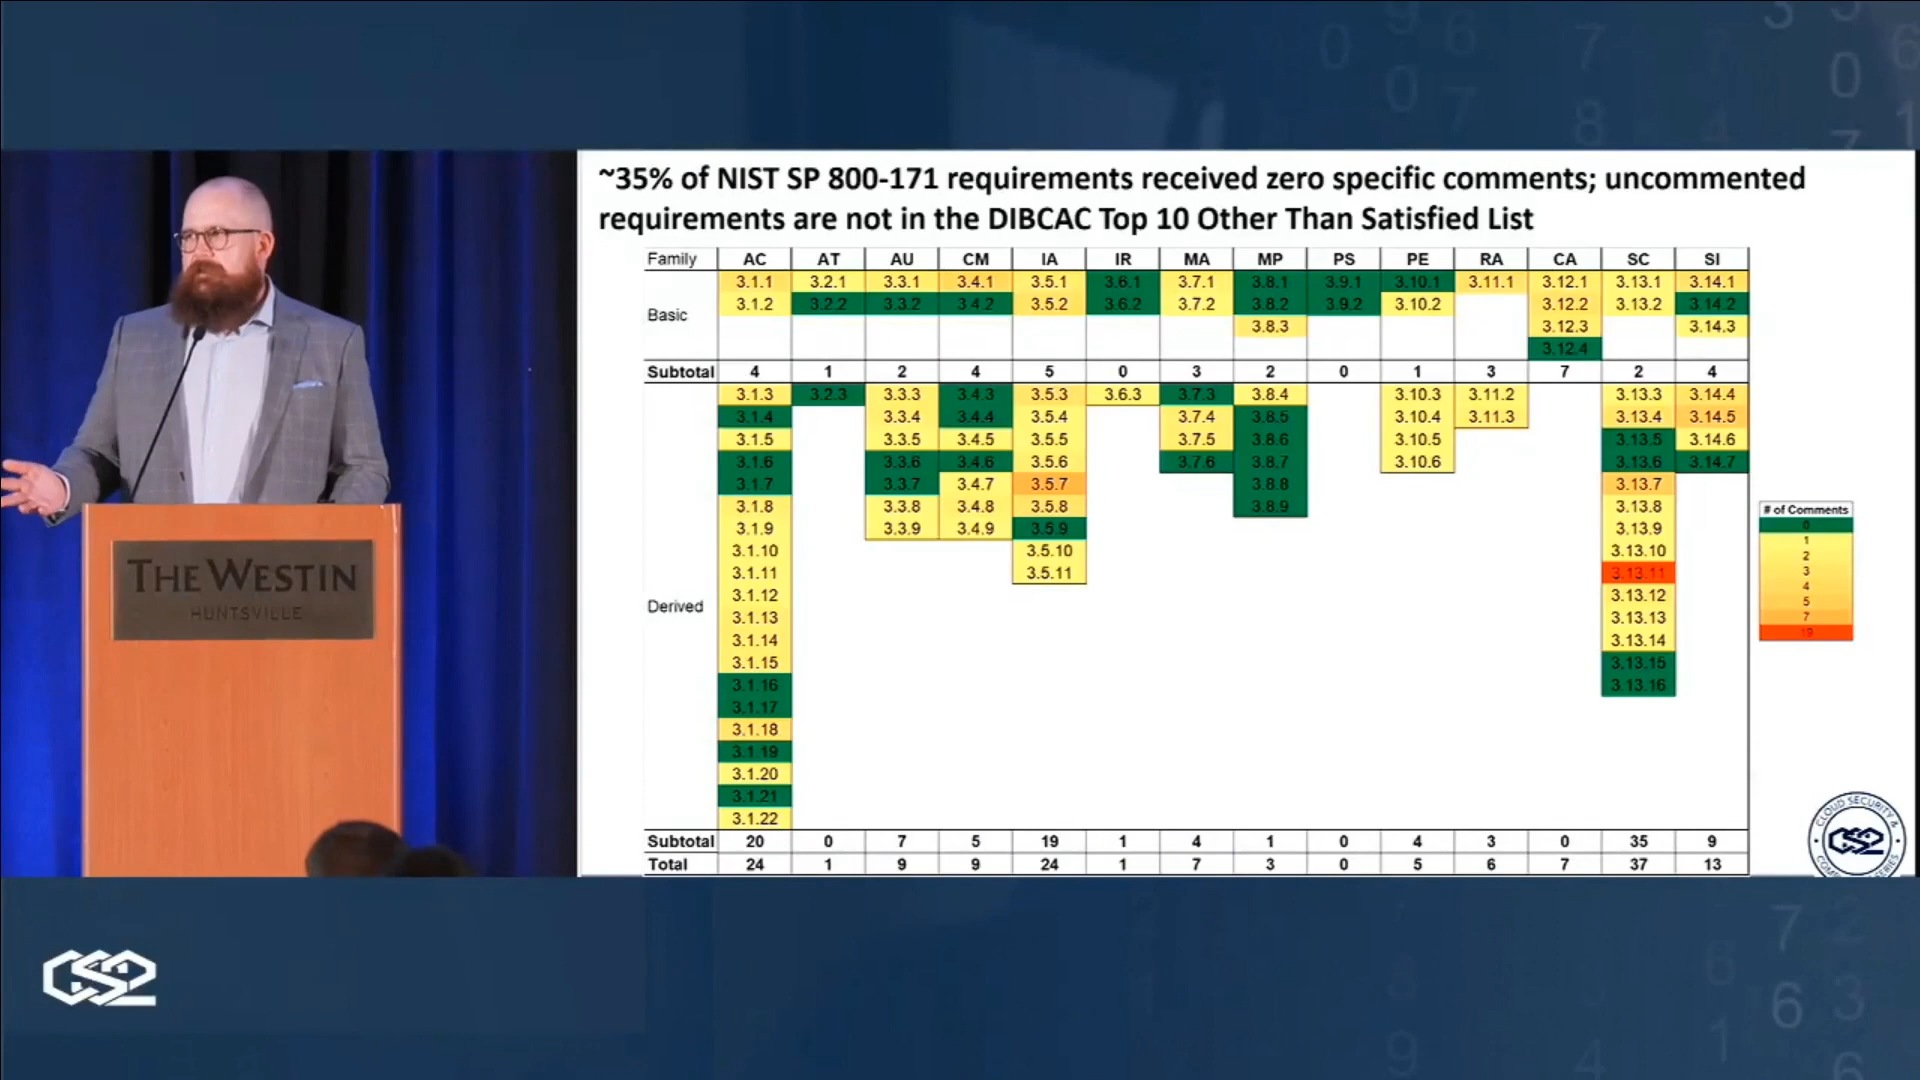 ~35% of NIST SP 800-171 requirements received zero specific comments; uncommented
requirements are not in the DIBCAC Top 10 Other Than Satisfied List
Family AC AT AU CM IA IR MA MP PS PE RA CA SC SI
Basic
3.1.1 3.2.1 3.3.1 3.4.1 3.5.1 3.6.1 3.7.1 3.8.1 3.9.1 3.10.1 3.11.1 3.12.1 3.13.1 3.14.1
3.1.2 3.2.2 3.3.2 3.4.2 3.5.2 3.6.2 3.7.2 3.8.2 3.9.2 3.10.2 3.12.2 3.13.2 3.14.2
3.8.3 3.12.3 3.14.3
3.12.4
Subtotal 4 1 2 4 5 0 3 2 0 1 3 7 2 4
Derived
3.1.3 3.2.3 3.3.3 3.4.3 3.5.3 3.6.3 3.7.3 3.8.4 3.10.3 3.11.2 3.13.3 3.14.4
3.1.4 3.3.4 3.4.4 3.5.4 3.7.4 3.8.5 3.10.4 3.11.3 3.13.4 3.14.5
3.1.5 3.3.5 3.4.5 3.5.5 3.7.5 3.8.6 3.10.5 3.13.5 3.14.6
3.1.6 3.3.6 3.4.6 3.5.6 3.7.6 3.8.7 3.10.6 3.13.6 3.14.7
3.1.7 3.3.7 3.4.7 3.5.7 3.8.8 3.13.7
3.1.8 3.3.8 3.4.8 3.5.8 3.8.9 3.13.8
3.1.9 3.3.9 3.4.9 3.5.9 3.13.9
3.1.10 3.5.10 3.13.10
3.1.11 3.5.11 3.13.11
3.1.12 3.13.12
3.1.13 3.13.13
3.1.14 3.13.14
3.1.15 3.13.15
3.1.16 3.13.16
3.1.17
3.1.18
3.1.19
3.1.20
3.1.21
3.1.22
Subtotal 20 0 7 5 19 1 4 1 0 4 3 0 35 9
Total 24 1 9 9 24 1 7 3 0 5 6 7 37 13
# of Comments
0
1
2
3
4
5
7
19
THE WESTIN
HUNTSVILLE
CLOUD SECURITY &
CS2
CS2